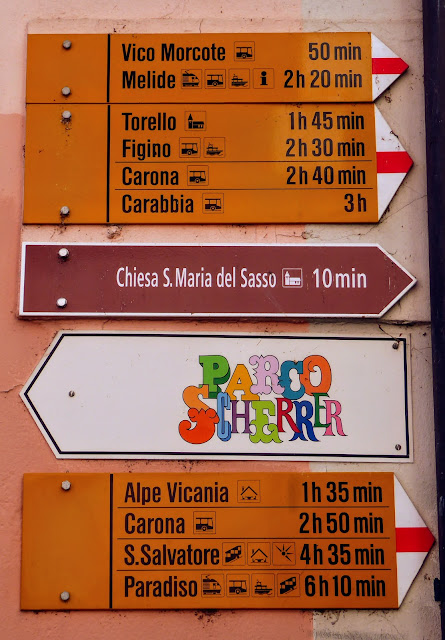 Vico Morcote 50 min
Melide i 2 h 20 min
Torello 1 h 45 min
Figino 2 h 30 min
Carona 2 h 40 min
Carabbia 3 h
Chiesa S. Maria del Sasso 10 min
PARCO
SCHERRER
Alpe Vicania 1 h 35 min
Carona 2 h 50 min
S.Salvatore 4 h 35 min
Paradiso 6 h 10 min